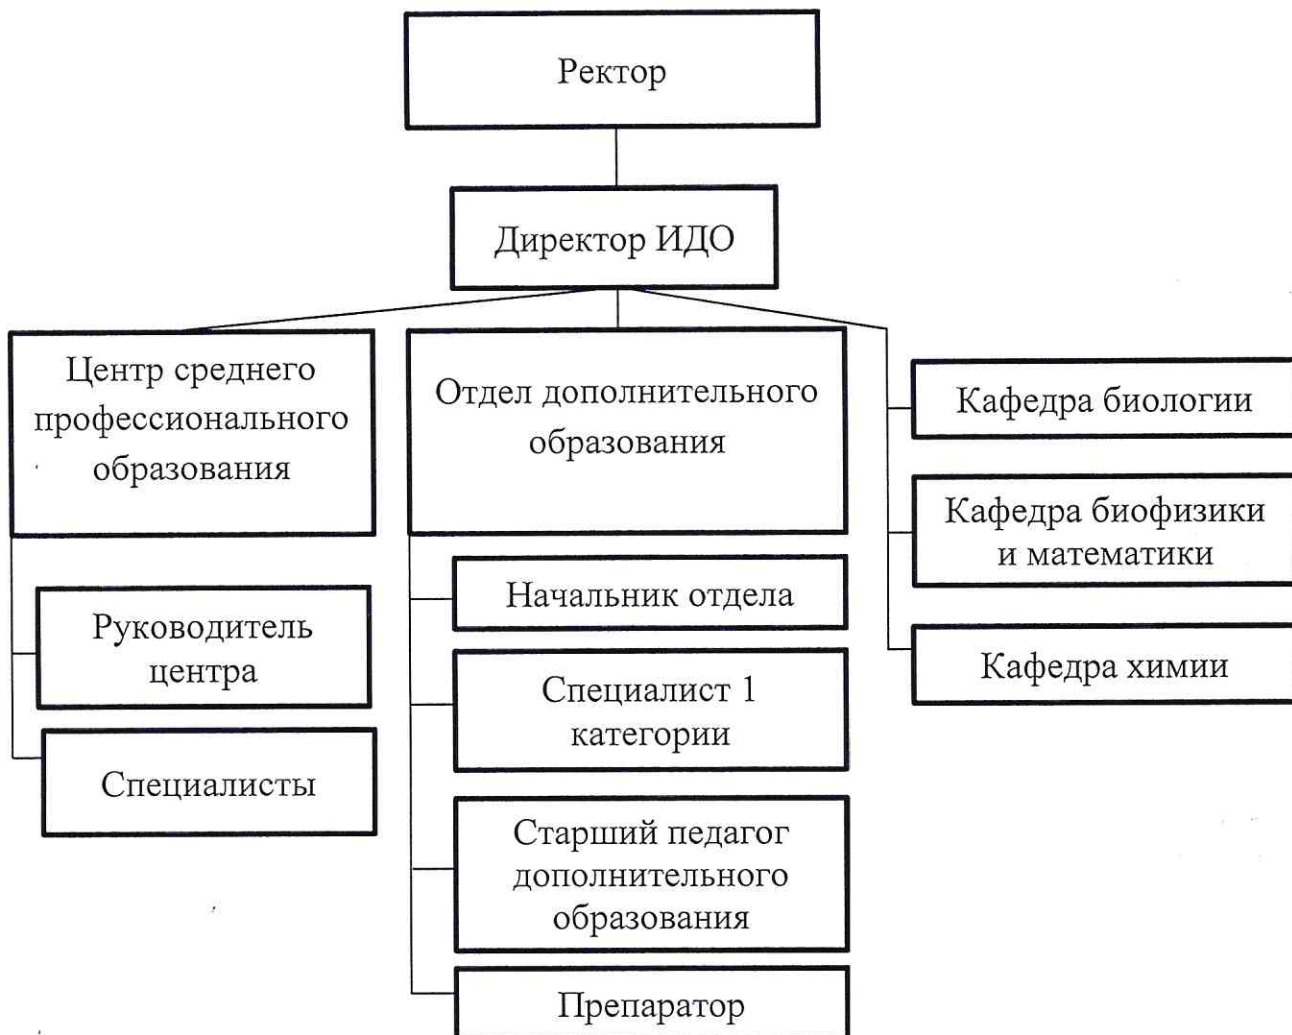 Ректор
Директор ИДО
Центр среднего
профессионального
образования
Руководитель
центра
Специалисты
Отдел дополнительного
образования
Начальник отдела
Специалист 1
категории
Старший педагог
дополнительного
образования
Препаратор
Кафедра биологии
Кафедра биофизики
и математики
Кафедра химии